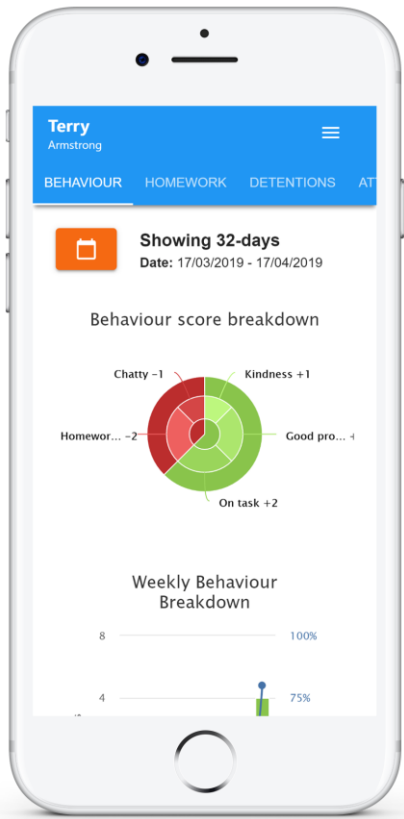 Terry
Armstrong
BEHAVIOUR HOMEWORK DETENTIONS AT
Showing 32-days
Date: 17/03/2019 - 17/04/2019
Behaviour score breakdown
Chatty -1 Kindness +1
Homewor... -2 Good pro...
On task +2
Weekly Behaviour
Breakdown
8 100%
4 75%